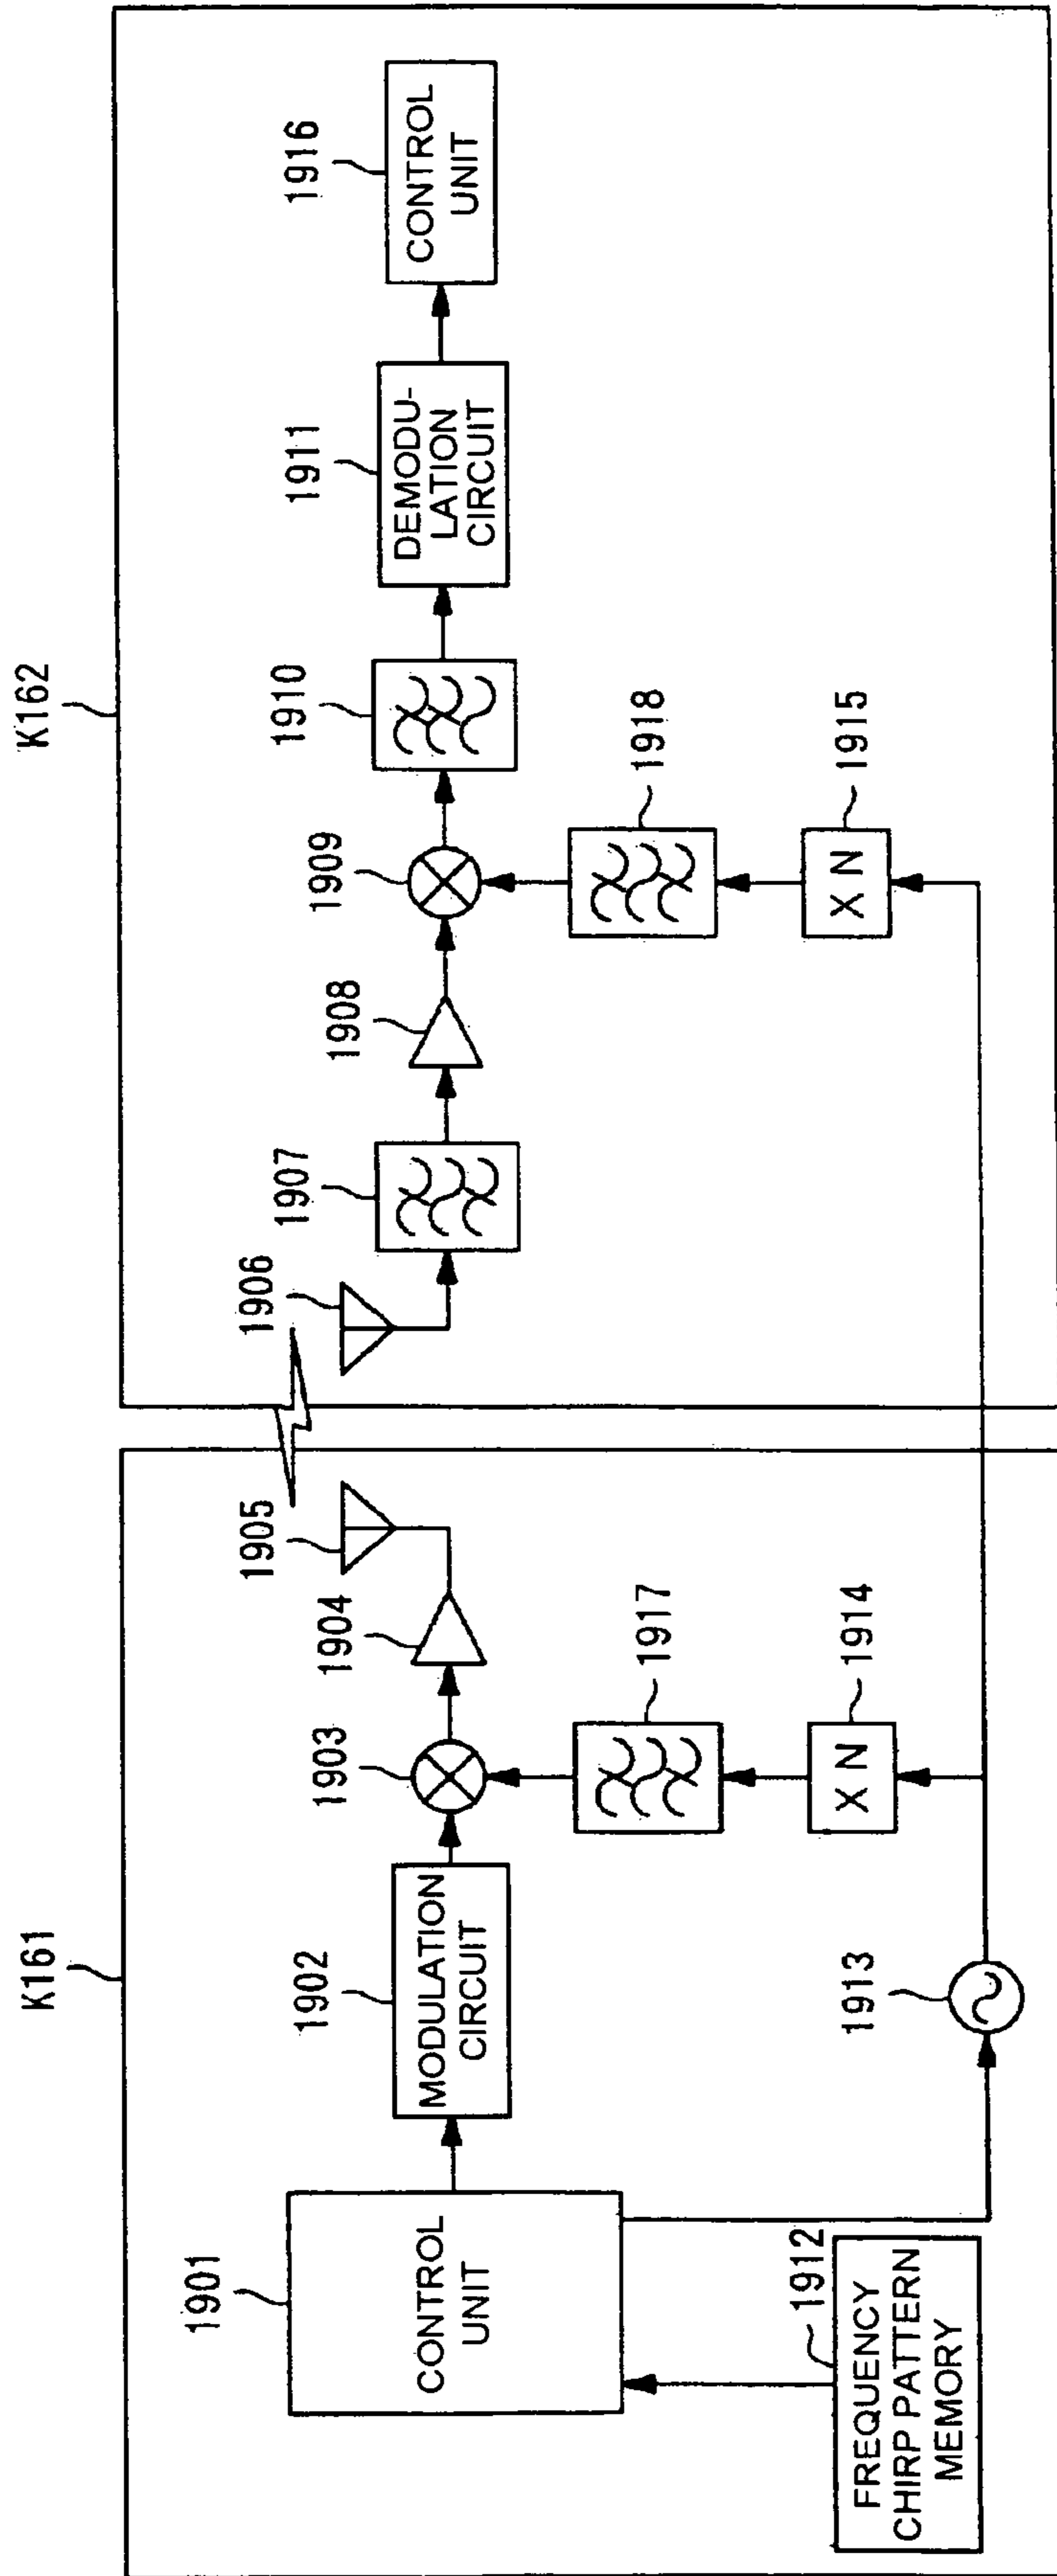 K161
K162
1901
CONTROL
UNIT
1902
MODULATION
CIRCUIT
1903
1904
1905
1906
1907
1908
1909
1910
1911
DEMODU-
LATION
CIRCUIT
1916
CONTROL
UNIT
1917
1918
1914
X N
1915
X N
1913
1912
FREQUENCY
CHIRP PATTERN
MEMORY